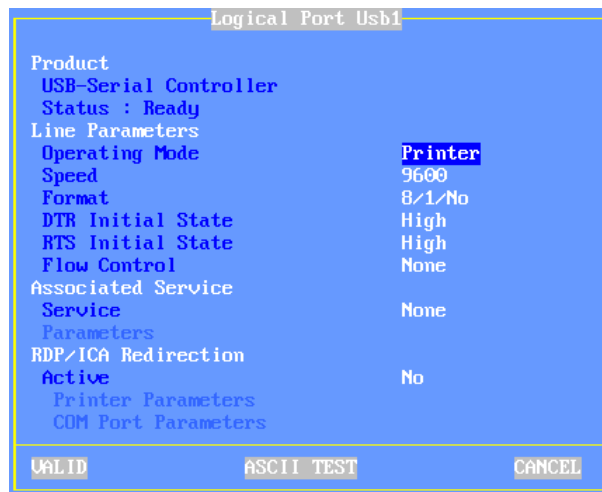 Logical Port Usb1
Product
USB-Serial Controller
Status : Ready
Line Parameters
Operating Mode Printer
Speed 9600
Format 8/1/No
DTR Initial State High
RTS Initial State High
Flow Control None
Associated Service
Service None
Parameters
RDP/ICA Redirection
Active No
Printer Parameters
COM Port Parameters
VALID ASCII TEST CANCEL